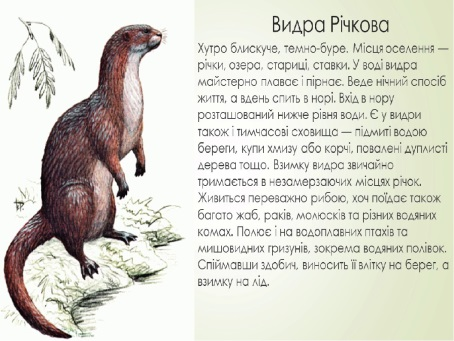 Видра Річкова
Хутро блискуче, темно-буре. Місця оселення —
річки, озера, стариці, ставки. У воді видра
майстерно плаває і пірнає. Веде нічний спосіб
життя, а вдень спить в норі. Вхід в нору
розташований нижче рівня води. Є у видри
також і тимчасові сховища — підмиті водою
береги, купи хмизу або корчі, повалені дуплисті
дерева тощо. Взимку видра звичайно
тримається в незамерзаючих місцях річок.
Живиться переважно рибою, хоч поїдає також
багато жаб, раків, молюсків та різних водяних
комах. Полює і на водоплавних птахів та
мишовидних гризунів, зокрема водяних полівок.
Спіймавши здобич, виносить її влітку на берег, а
взимку на лід.